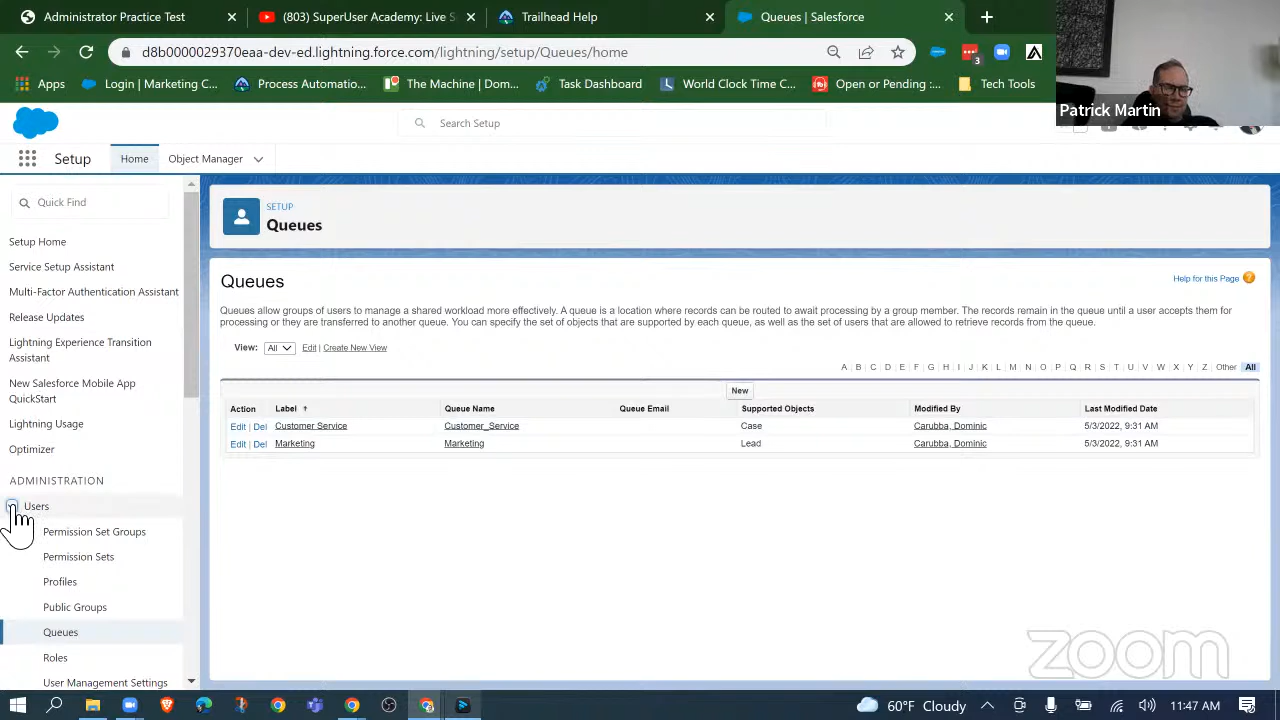 Administrator Practice Test
(803) SuperUser Academy: Live S
Trailhead Help
Queues | Salesforce
d8b0000029370eaa-dev-ed.lightning.force.com/lightning/setup/Queues/home
3
Apps
Login | Marketing C...
Process Automation...
The Machine | Dom...
Task Dashboard
World Clock Time C...
Open or Pending :...
Tech Tools
Patrick Martin
Search Setup
Setup
Home
Object Manager
Quick Find
Setup Home
Service Setup Assistant
Multi-Factor Authentication Assistant
Release Updates
Lightning Experience Transition
Assistant
New Salesforce Mobile App
QuickStart
Lightning Usage
Optimizer
ADMINISTRATION
Users
Permission Set Groups
Permission Sets
Profiles
Public Groups
Queues
Roles
User Management Settings
SETUP
Queues
Queues
Help for this Page
Queues allow groups of users to manage a shared workload more effectively. A queue is a location where records can be routed to await processing by a group member. The records remain in the queue until a user accepts them for
processing or they are transferred to another queue. You can specify the set of objects that are supported by each queue, as well as the set of users that are allowed to retrieve records from the queue.
View: All Edit | Create New View
A | B | C | D | E | F | G | H | I | J | K | L | M | N | O | P | Q | R | S | T | U | V | W | X | Y | Z | Other All
New
Action Label Queue Name Queue Email Supported Objects Modified By Last Modified Date
Edit | Del Customer Service Customer_Service Case Carubba, Dominic 5/3/2022, 9:31 AM
Edit | Del Marketing Marketing Lead Carubba, Dominic 5/3/2022, 9:31 AM
zoom
60°F Cloudy
11:47 AM